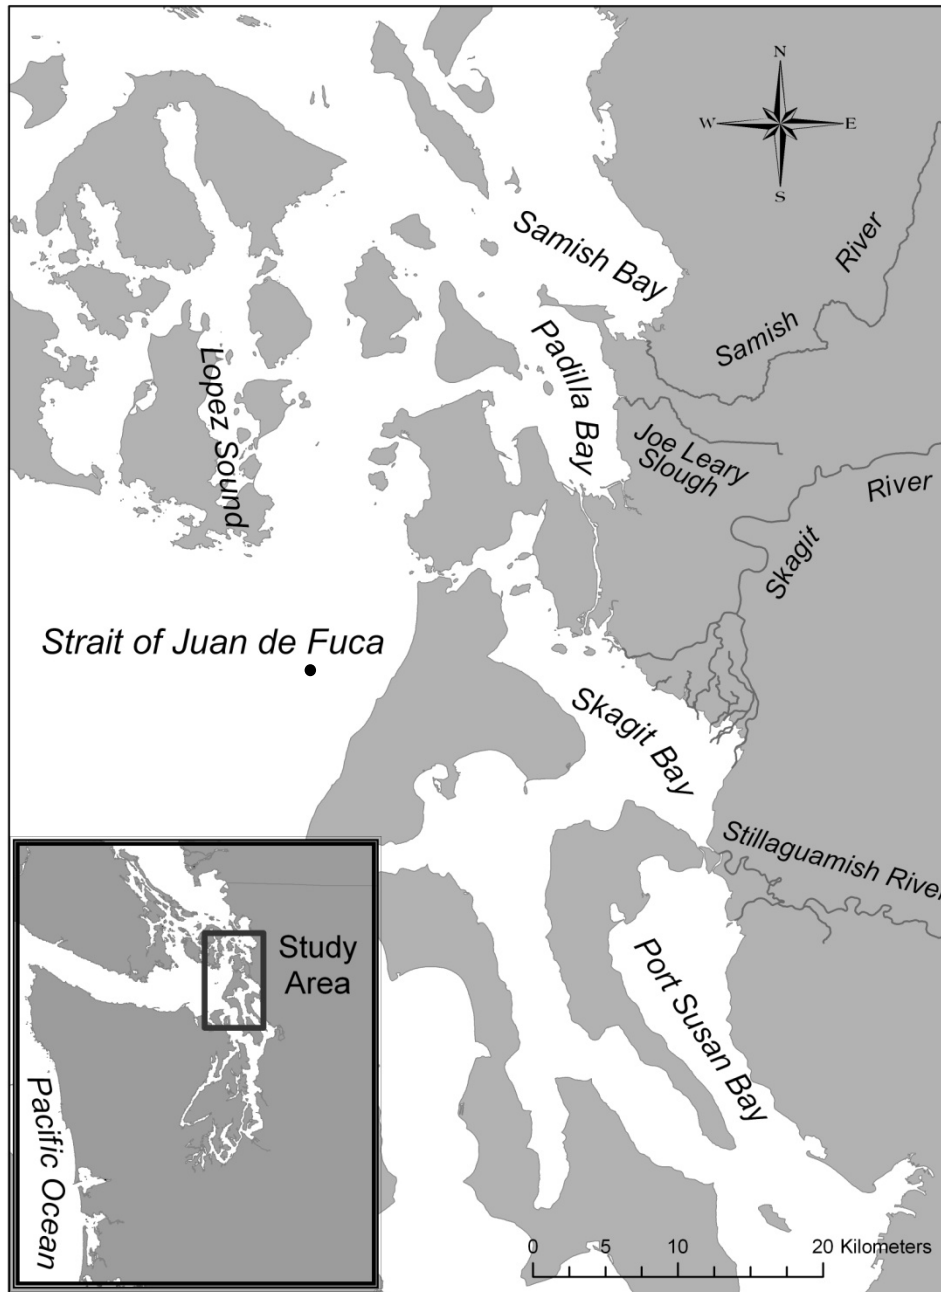 N
W E
S
Samish Bay
River
Samish
Padilla Bay
Lopez Sound
Joe Leary
Slough
River
Skagit
Strait of Juan de Fuca
Skagit Bay
Stillaguamish River
Study
Area
Port Susan Bay
Pacific Ocean
0 5 10 20 Kilometers